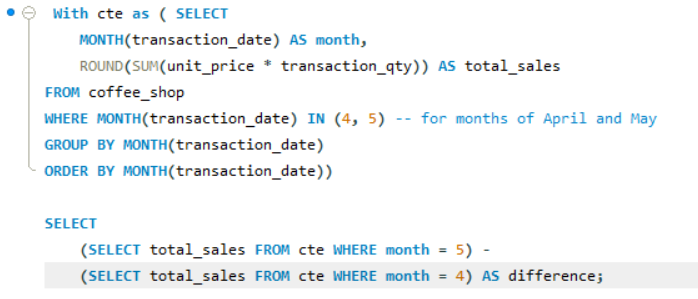 With cte as ( SELECT
MONTH(transaction_date) AS month,
ROUND(SUM(unit_price * transaction_qty)) AS total_sales
FROM coffee_shop
WHERE MONTH(transaction_date) IN (4, 5) -- for months of April and May
GROUP BY MONTH(transaction_date)
ORDER BY MONTH(transaction_date))
SELECT
(SELECT total_sales FROM cte WHERE month = 5) -
(SELECT total_sales FROM cte WHERE month = 4) AS difference;